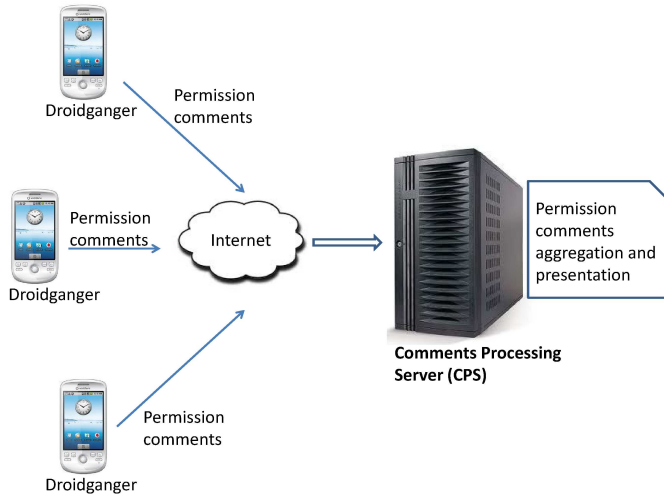 Droidganger
Permission
comments
Permission
comments
Droidganger
Internet
Permission
comments
aggregation and
presentation
Comments Processing
Server (CPS)
Permission
comments
Droidganger